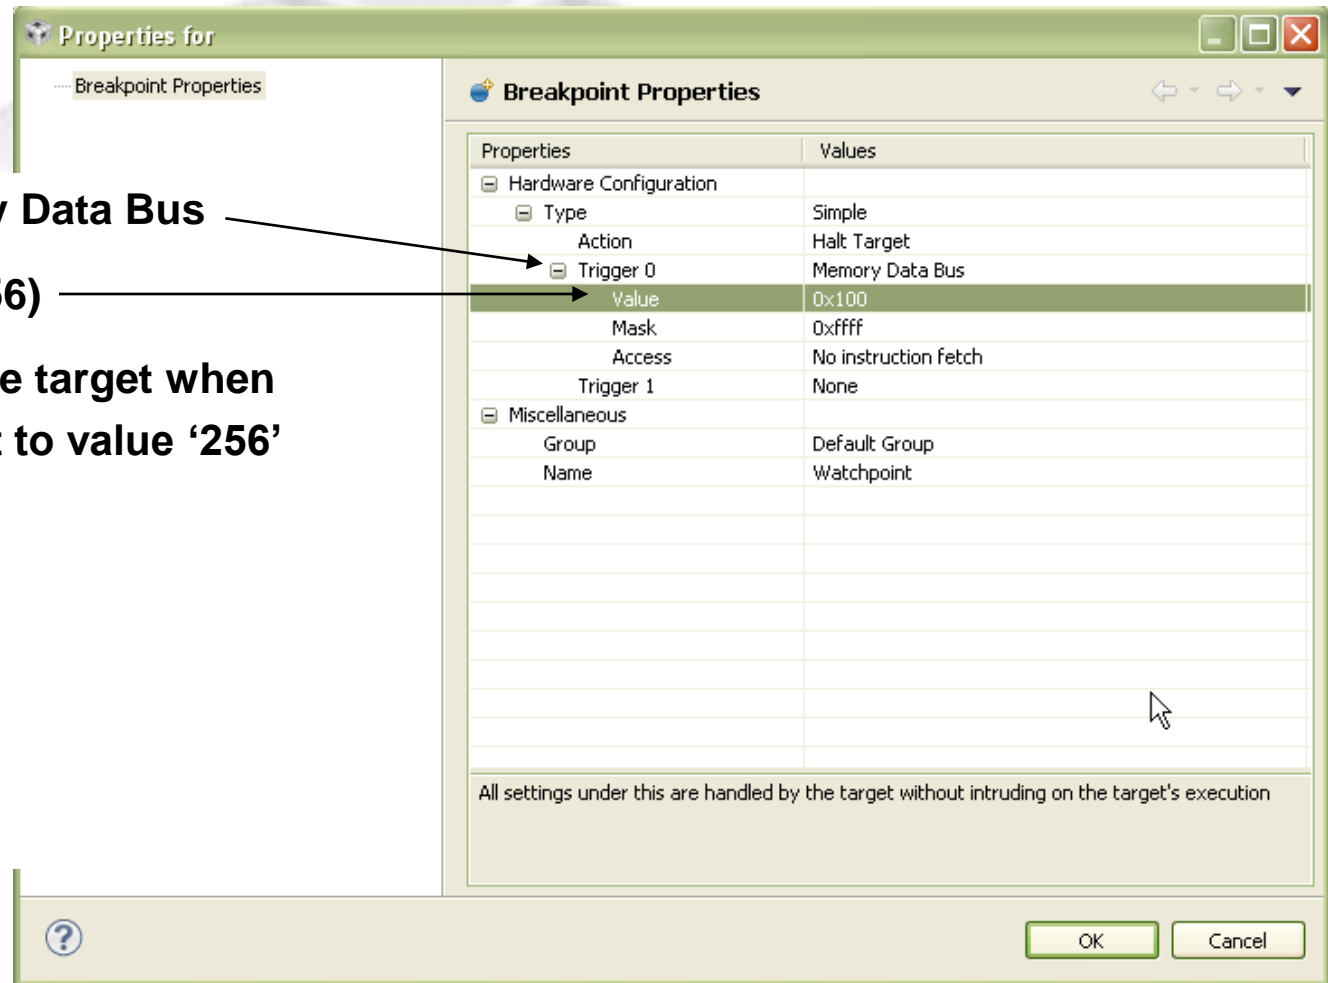 Properties for
Breakpoint Properties
Breakpoint Properties
Properties Values
Hardware Configuration
Type Simple
Action Halt Target
Trigger 0 Memory Data Bus
Value 0x100
Mask 0xffff
Access No instruction fetch
Trigger 1 None
Miscellaneous
Group Default Group
Name Watchpoint
Data Bus
6)
e target when
to value ‘256’
All settings under this are handled by the target without intruding on the target's execution
OK Cancel